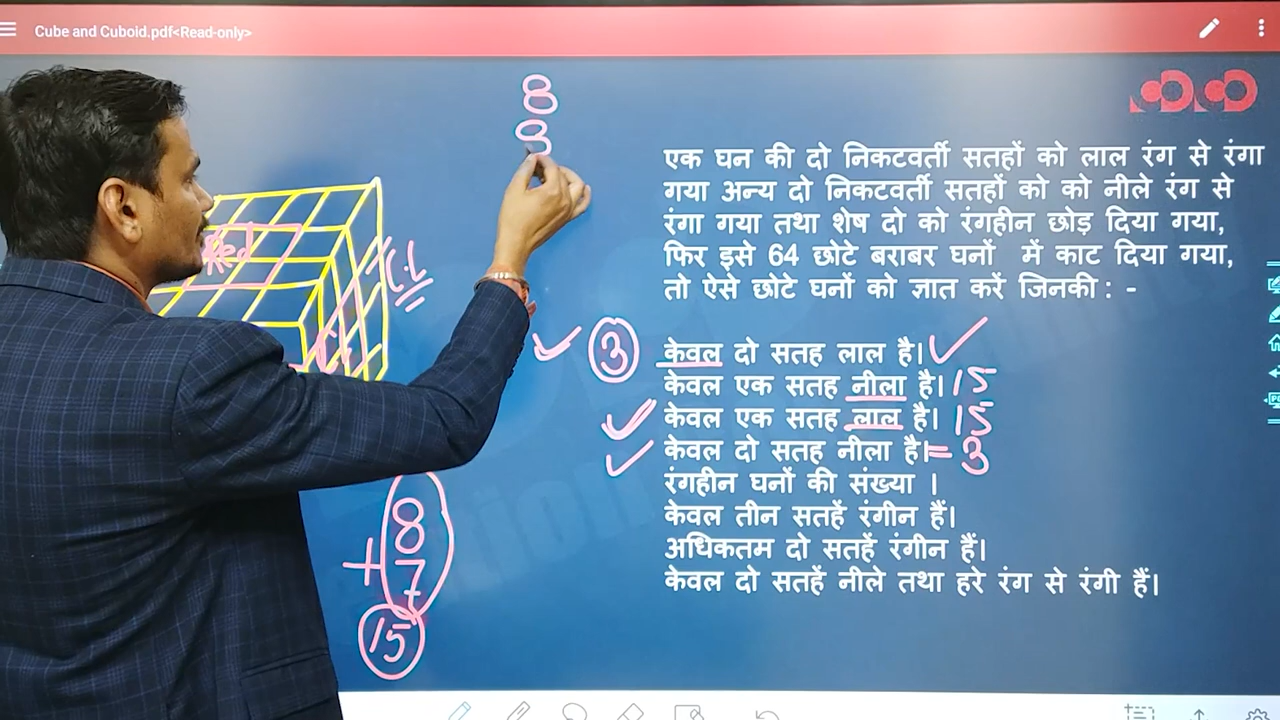 Cube and Cuboid.pdf<Read-only>
8
8
एक घन की दो निकटवर्ती सतहों को लाल रंग से रंगा
गया अन्य दो निकटवर्ती सतहों को को नीले रंग से
रंगा गया तथा शेष दो को रंगहीन छोड़ दिया गया,
फिर इसे 64 छोटे बराबर घनों में काट दिया गया,
तो ऐसे छोटे घनों को ज्ञात करें जिनकी : -
Red
C.L
③ केवल दो सतह लाल है।
केवल एक सतह नीला है। 15
केवल एक सतह लाल है। 15
केवल दो सतह नीला है। = 3
रंगहीन घनों की संख्या ।
केवल तीन सतहें रंगीन हैं।
अधिकतम दो सतहें रंगीन हैं।
केवल दो सतहें नीले तथा हरे रंग से रंगी हैं।
8
+ 7
15